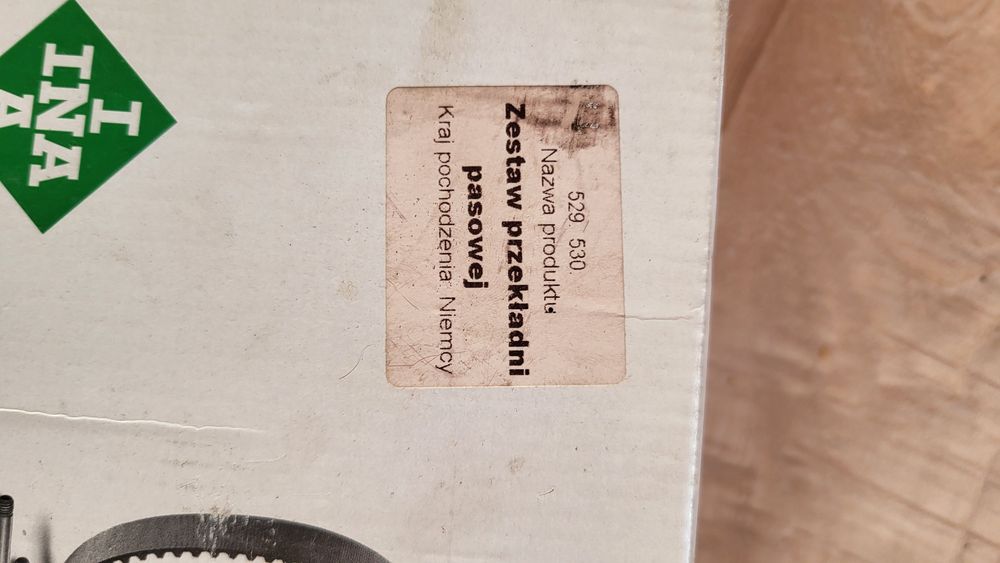 I
INA
A
529 530.
Nazwa produktu
Zestaw przekładni
pasowej
Kraj pochodzenia: Niemcy